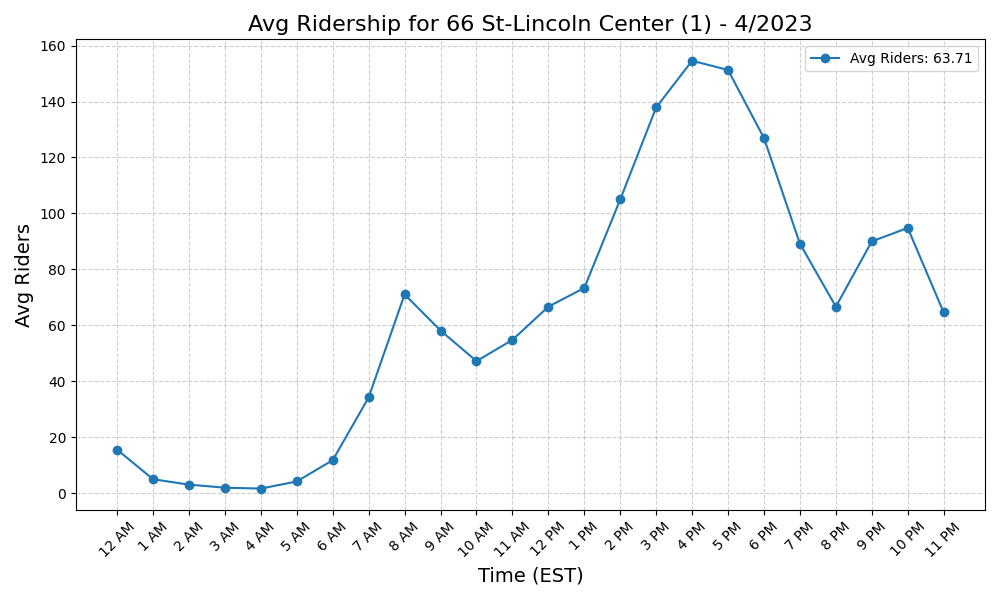 Avg Ridership for 66 St-Lincoln Center (1) - 4/2023
Avg Riders: 63.71
Avg Riders
160
140
120
100
80
60
40
20
0
12 AM
1 AM
2 AM
3 AM
4 AM
5 AM
6 AM
7 AM
8 AM
9 AM
10 AM
11 AM
12 PM
1 PM
2 PM
3 PM
4 PM
5 PM
6 PM
7 PM
8 PM
9 PM
10 PM
11 PM
Time (EST)